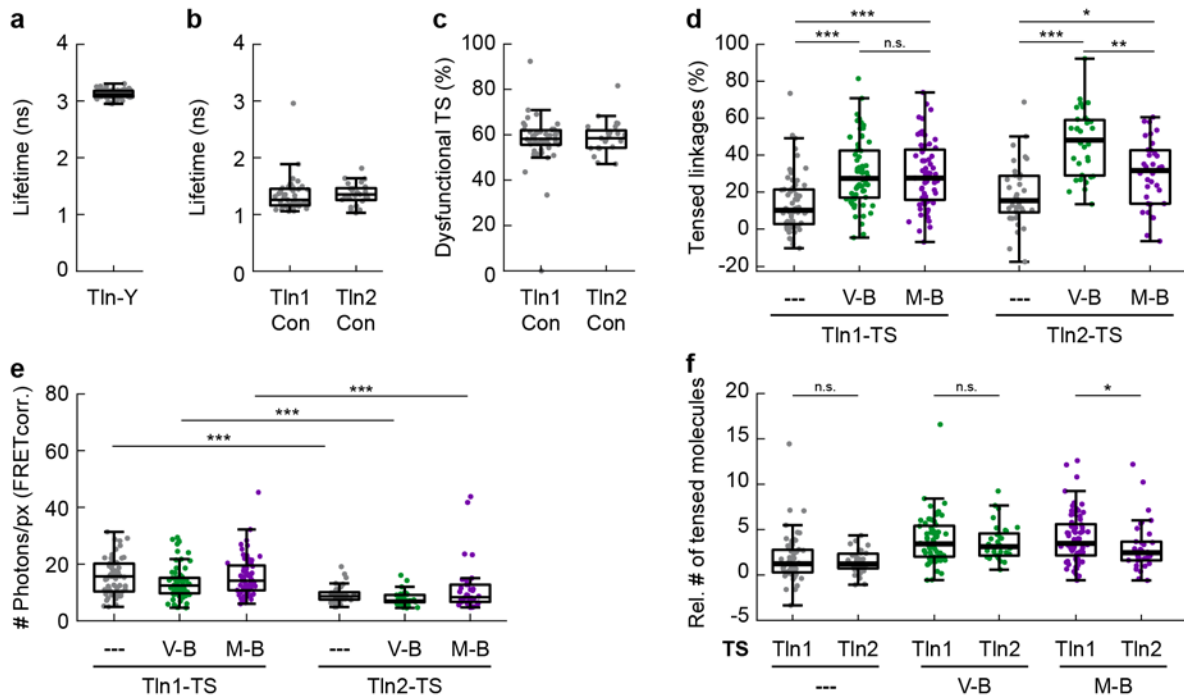 a
Lifetime (ns)
4
3
2
1
0
Tln-Y
b
Lifetime (ns)
4
3
2
1
0
Tln1
Con
Tln2
Con
c
Dysfunctional TS (%)
100
80
60
40
20
0
Tln1
Con
Tln2
Con
d
Tensed linkages (%)
100
80
60
40
20
0
-20
***
***
n.s.
*
***
**
---
V-B
M-B
---
V-B
M-B
Tln1-TS
Tln2-TS
e
# Photons/px (FRETcorr.)
80
60
40
20
0
***
***
***
---
V-B
M-B
---
V-B
M-B
Tln1-TS
Tln2-TS
f
Rel. # of tensed molecules
20
15
10
5
0
-5
n.s.
n.s.
*
TS
Tln1
Tln2
Tln1
Tln2
Tln1
Tln2
---
V-B
M-B